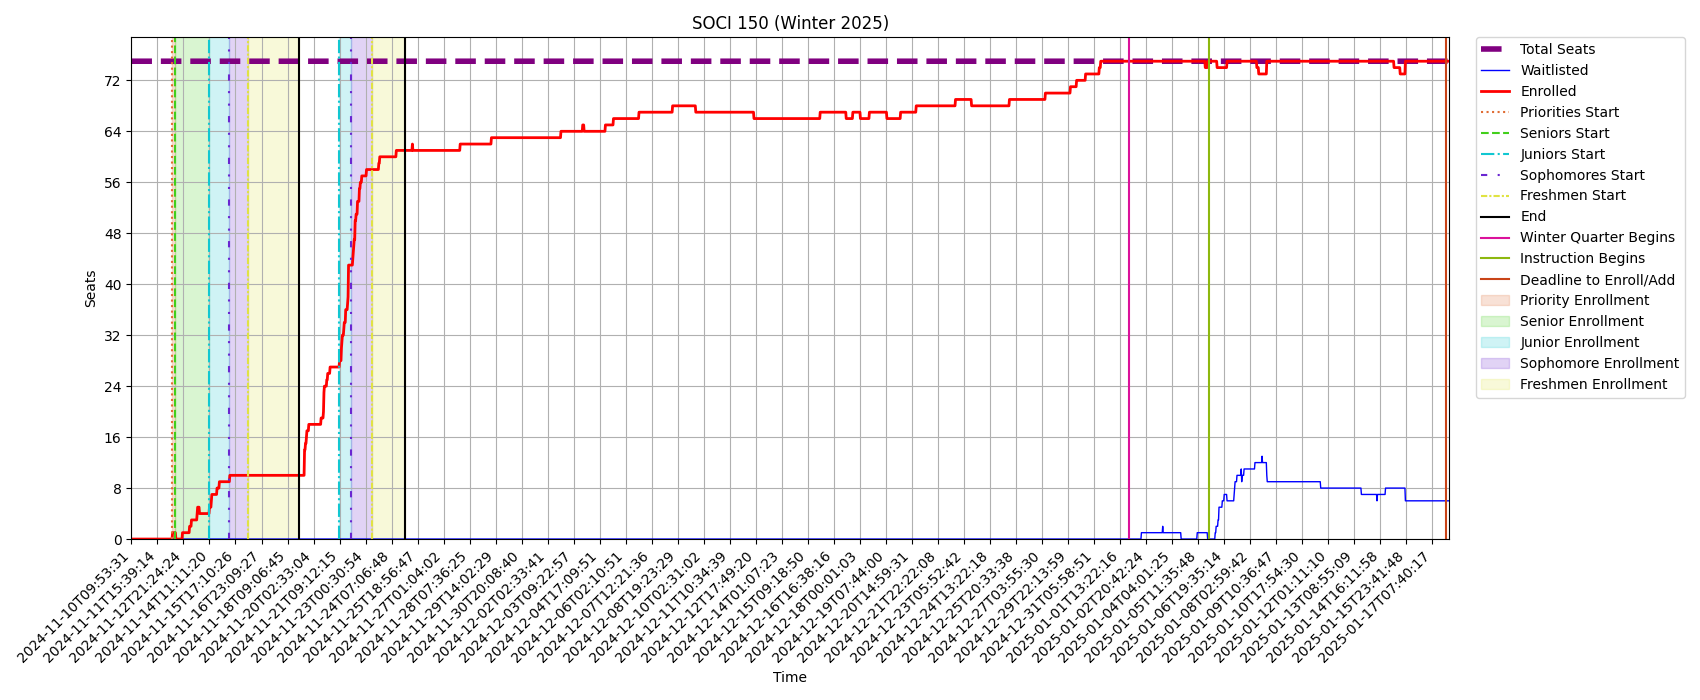 SOCI 150 (Winter 2025)
Seats
72
64
56
48
40
32
24
16
8
0
2024-11-10T09:53:31
2024-11-11T15:39:14
2024-11-12T21:24:24
2024-11-14T11:11:20
2024-11-15T17:10:26
2024-11-16T23:09:27
2024-11-18T09:06:45
2024-11-20T02:33:04
2024-11-21T09:12:15
2024-11-23T00:30:54
2024-11-24T07:06:48
2024-11-25T18:56:47
2024-11-27T01:04:02
2024-11-28T07:36:25
2024-11-29T14:02:29
2024-11-30T20:08:40
2024-12-02T02:33:41
2024-12-03T09:22:57
2024-12-04T17:09:51
2024-12-06T02:10:51
2024-12-07T12:21:36
2024-12-08T19:23:29
2024-12-10T02:31:02
2024-12-11T10:34:39
2024-12-12T17:49:20
2024-12-14T01:07:23
2024-12-15T09:18:50
2024-12-16T16:38:16
2024-12-18T00:01:03
2024-12-19T07:44:00
2024-12-20T14:59:31
2024-12-21T22:22:08
2024-12-23T05:52:42
2024-12-24T13:22:18
2024-12-25T20:33:38
2024-12-27T03:55:30
2024-12-29T22:13:59
2024-12-31T05:58:51
2025-01-01T13:22:16
2025-01-02T20:42:24
2025-01-04T04:01:25
2025-01-05T11:35:48
2025-01-06T19:35:14
2025-01-08T02:59:42
2025-01-09T10:36:47
2025-01-10T17:54:30
2025-01-12T01:11:10
2025-01-13T08:55:09
2025-01-14T16:11:58
2025-01-15T23:41:48
2025-01-17T07:40:17
Time
Total Seats
Waitlisted
Enrolled
Priorities Start
Seniors Start
Juniors Start
Sophomores Start
Freshmen Start
End
Winter Quarter Begins
Instruction Begins
Deadline to Enroll/Add
Priority Enrollment
Senior Enrollment
Junior Enrollment
Sophomore Enrollment
Freshmen Enrollment